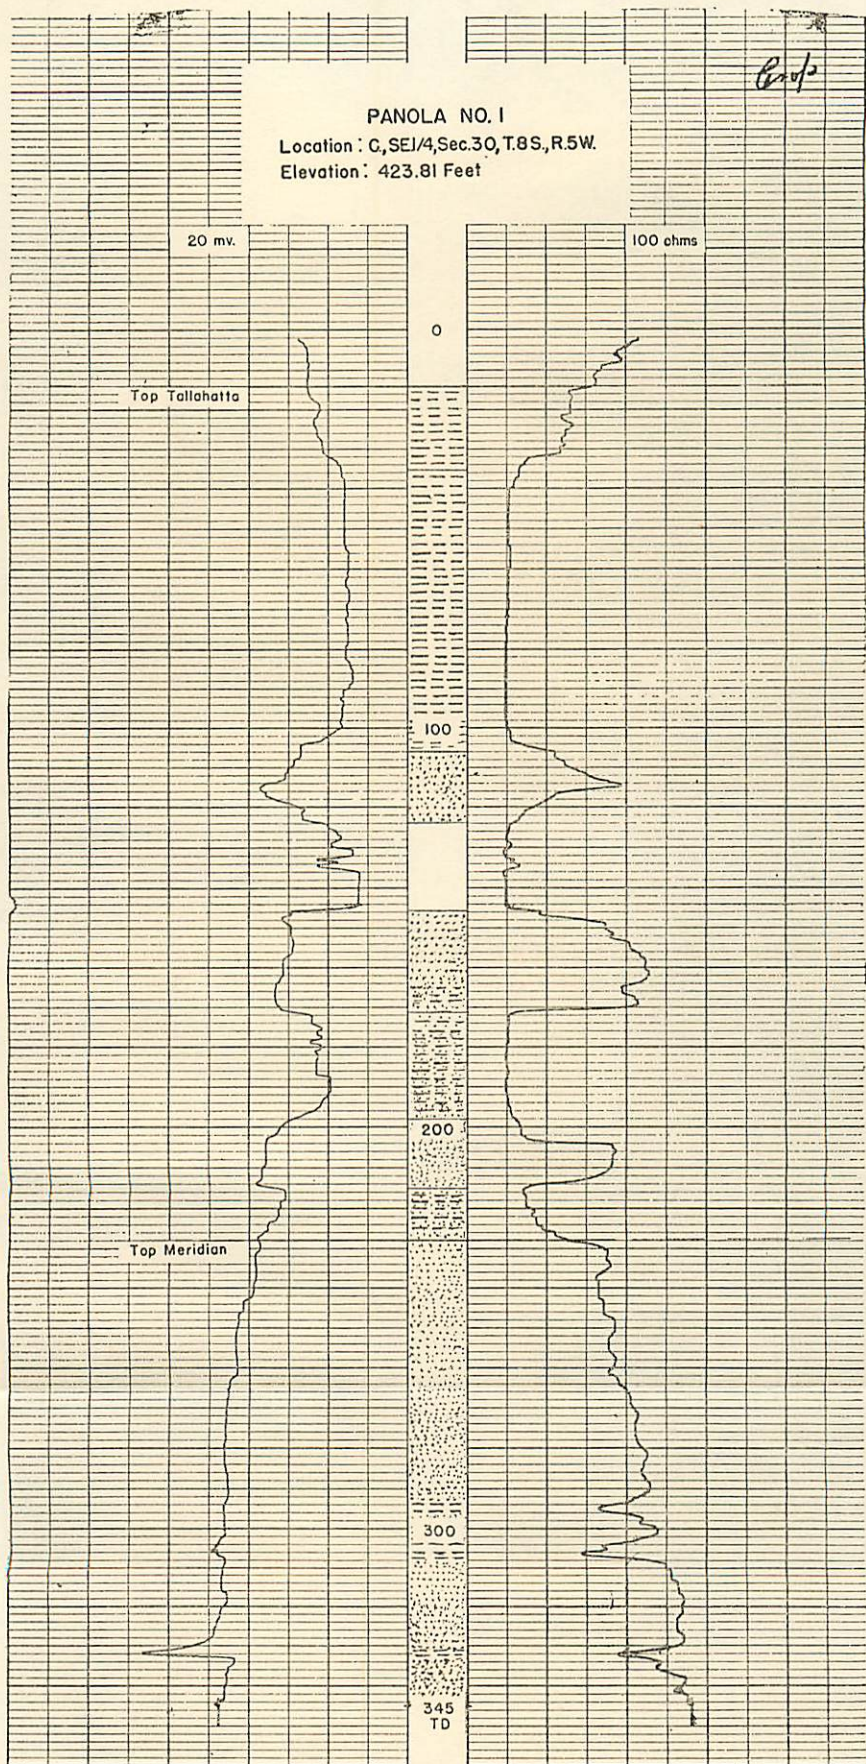 PANOLA NO. 1
Location: C., SE1/4, Sec. 30, T. 8 S., R. 5 W.
Elevation: 423.81 Feet
20 mv.
100 ohms
0
Top Tallahatta
100
200
Top Meridian
300
345
TD